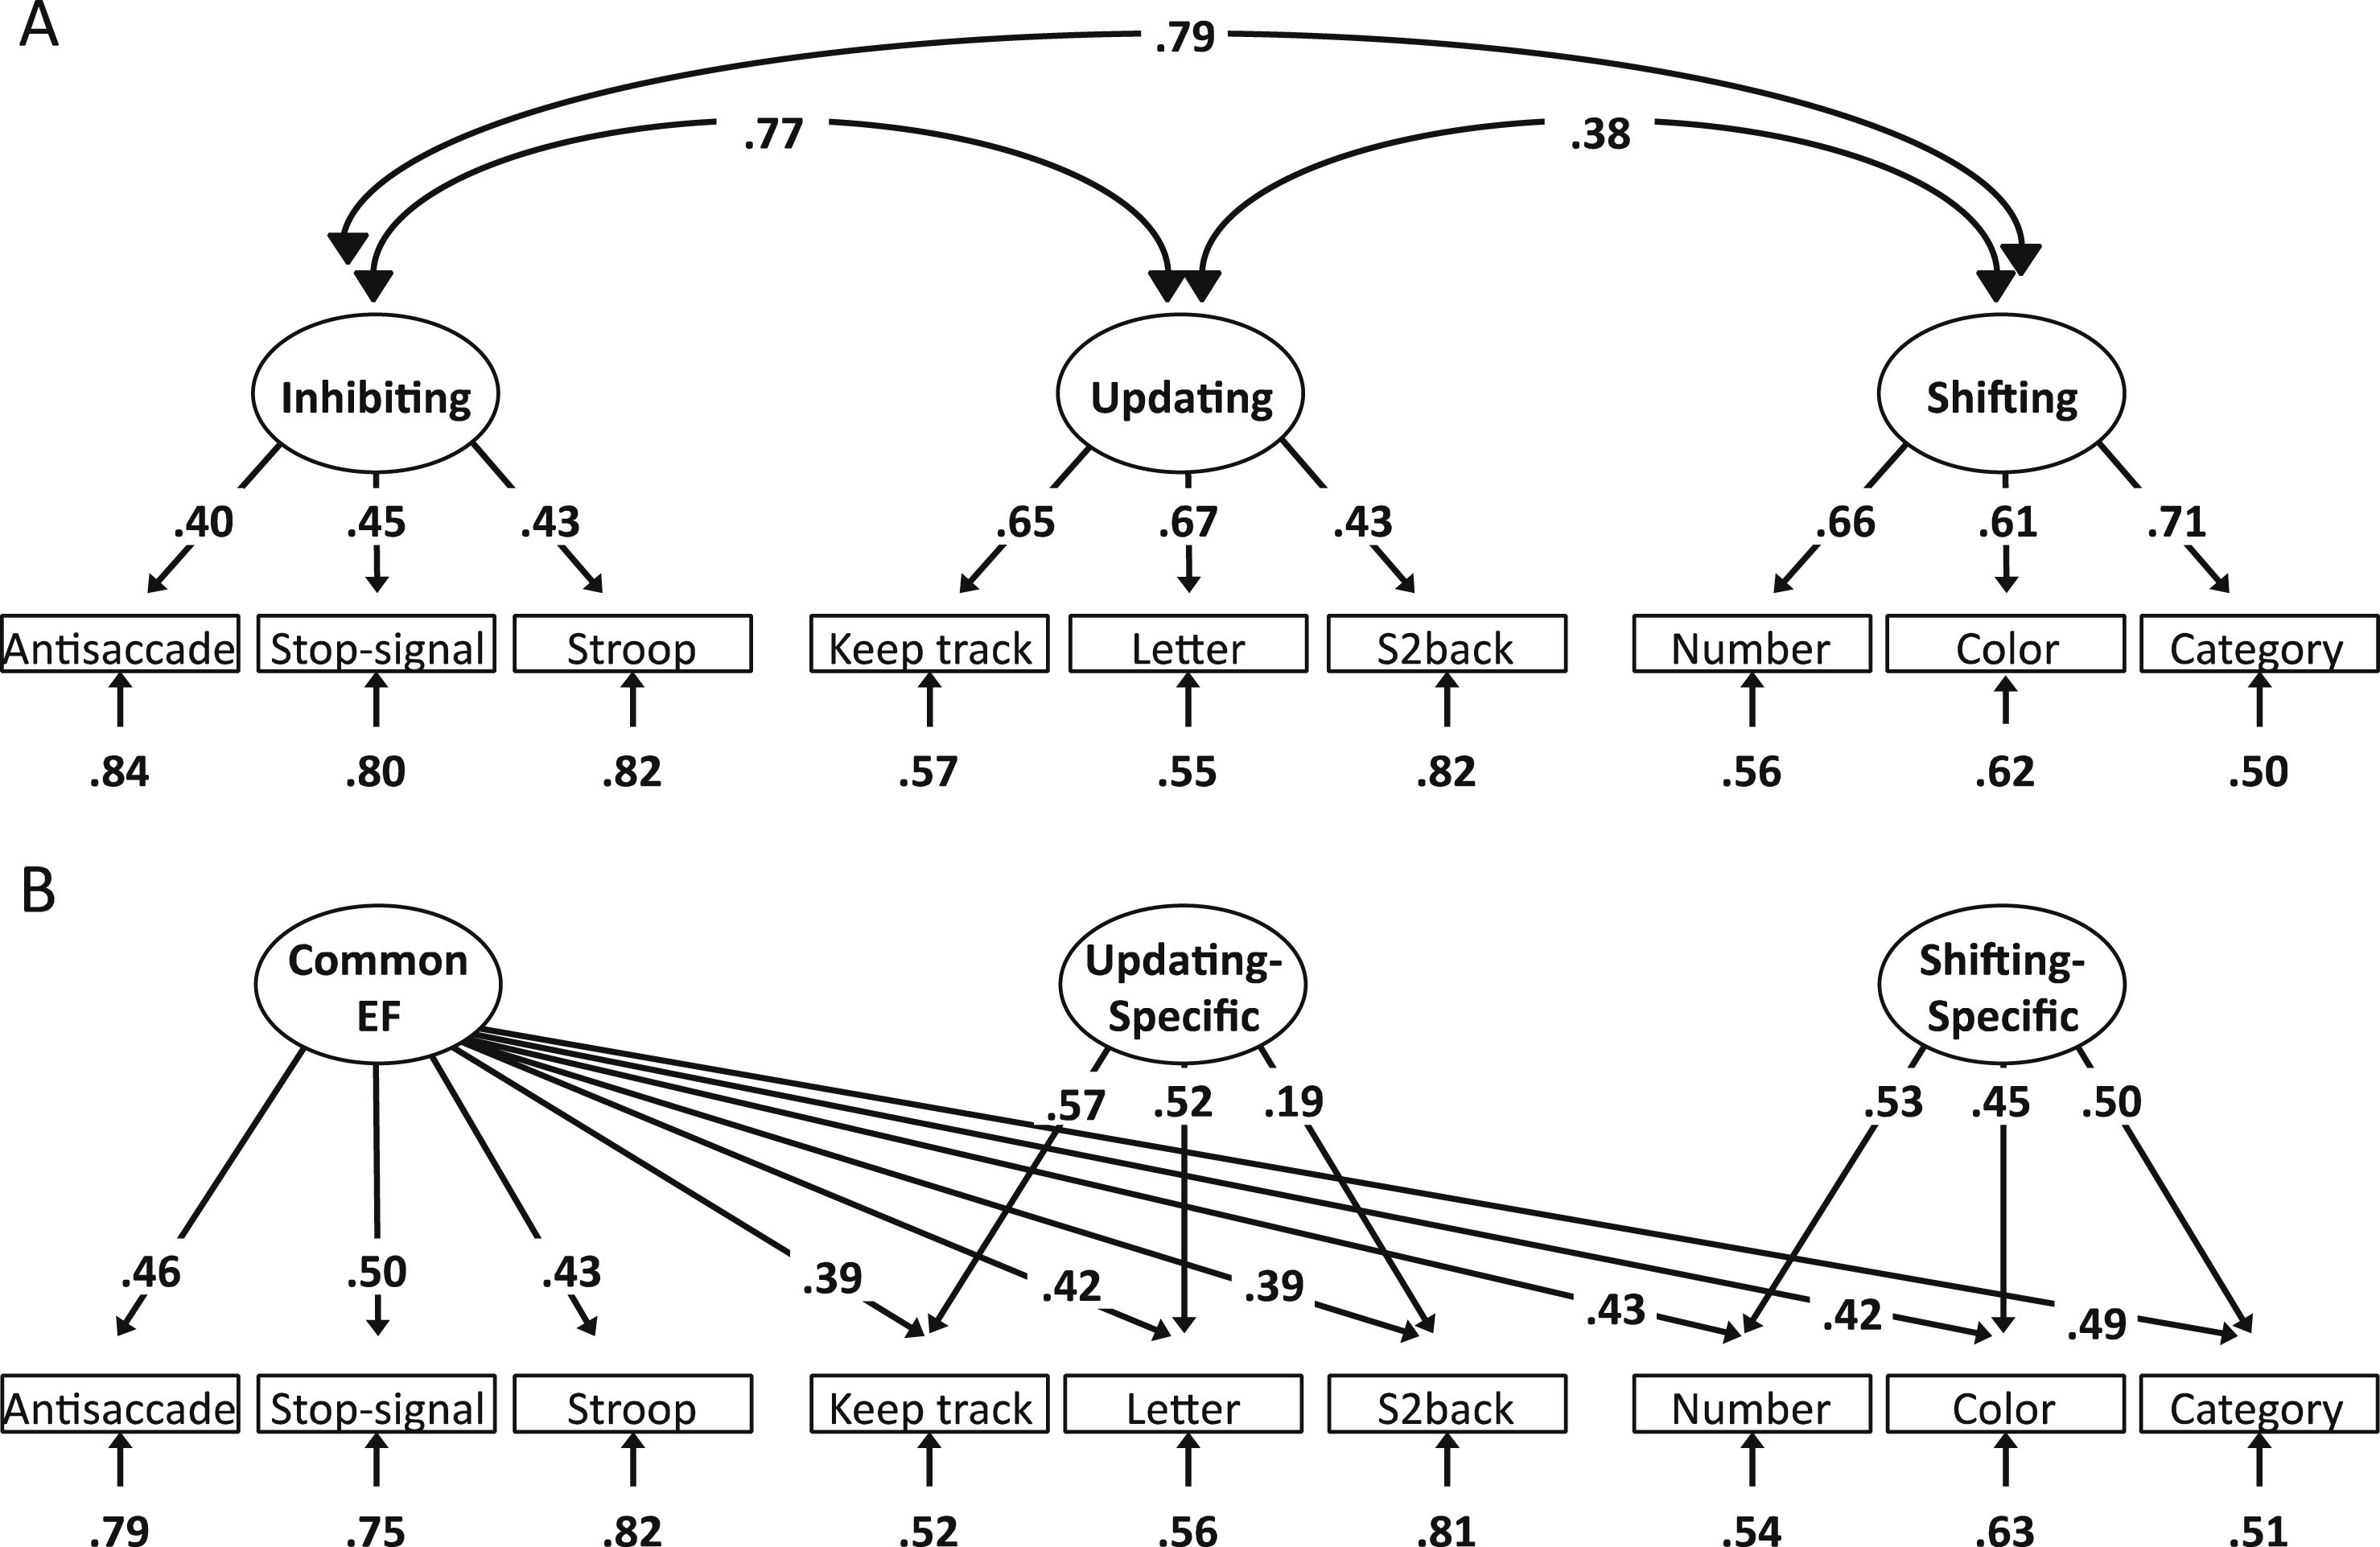 A
.79
.77 .38
Inhibiting Updating Shifting
.40 .45 .43 .65 .67 .43 .66 .61 .71
Antisaccade Stop-signal Stroop Keep track Letter S2back Number Color Category
.84 .80 .82 .57 .55 .82 .56 .62 .50
B
Common Updating- Shifting-
EF Specific Specific
.57 .52 .19 .53 .45 .50
.46 .50 .43 .39 .42 .39 .43 .42 .49
Antisaccade Stop-signal Stroop Keep track Letter S2back Number Color Category
.79 .75 .82 .52 .56 .81 .54 .63 .51